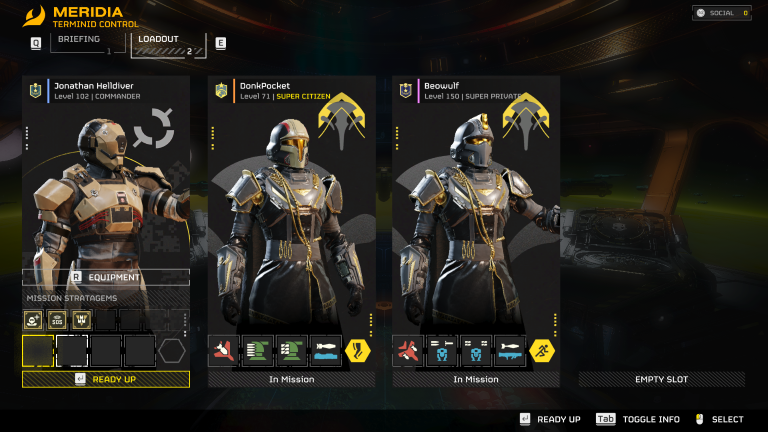 MERIDIA
TERMINID CONTROL
SOCIAL 0
Q BRIEFING 1 LOADOUT 2 E
Jonathan Helldiver
Level 102 | COMMANDER
DonkPocket
Level 71 | SUPER CITIZEN
Beowulf
Level 150 | SUPER PRIVATE
R EQUIPMENT
MISSION STRATAGEMS
SOS
READY UP
In Mission
In Mission
EMPTY SLOT
READY UP Tab TOGGLE INFO SELECT